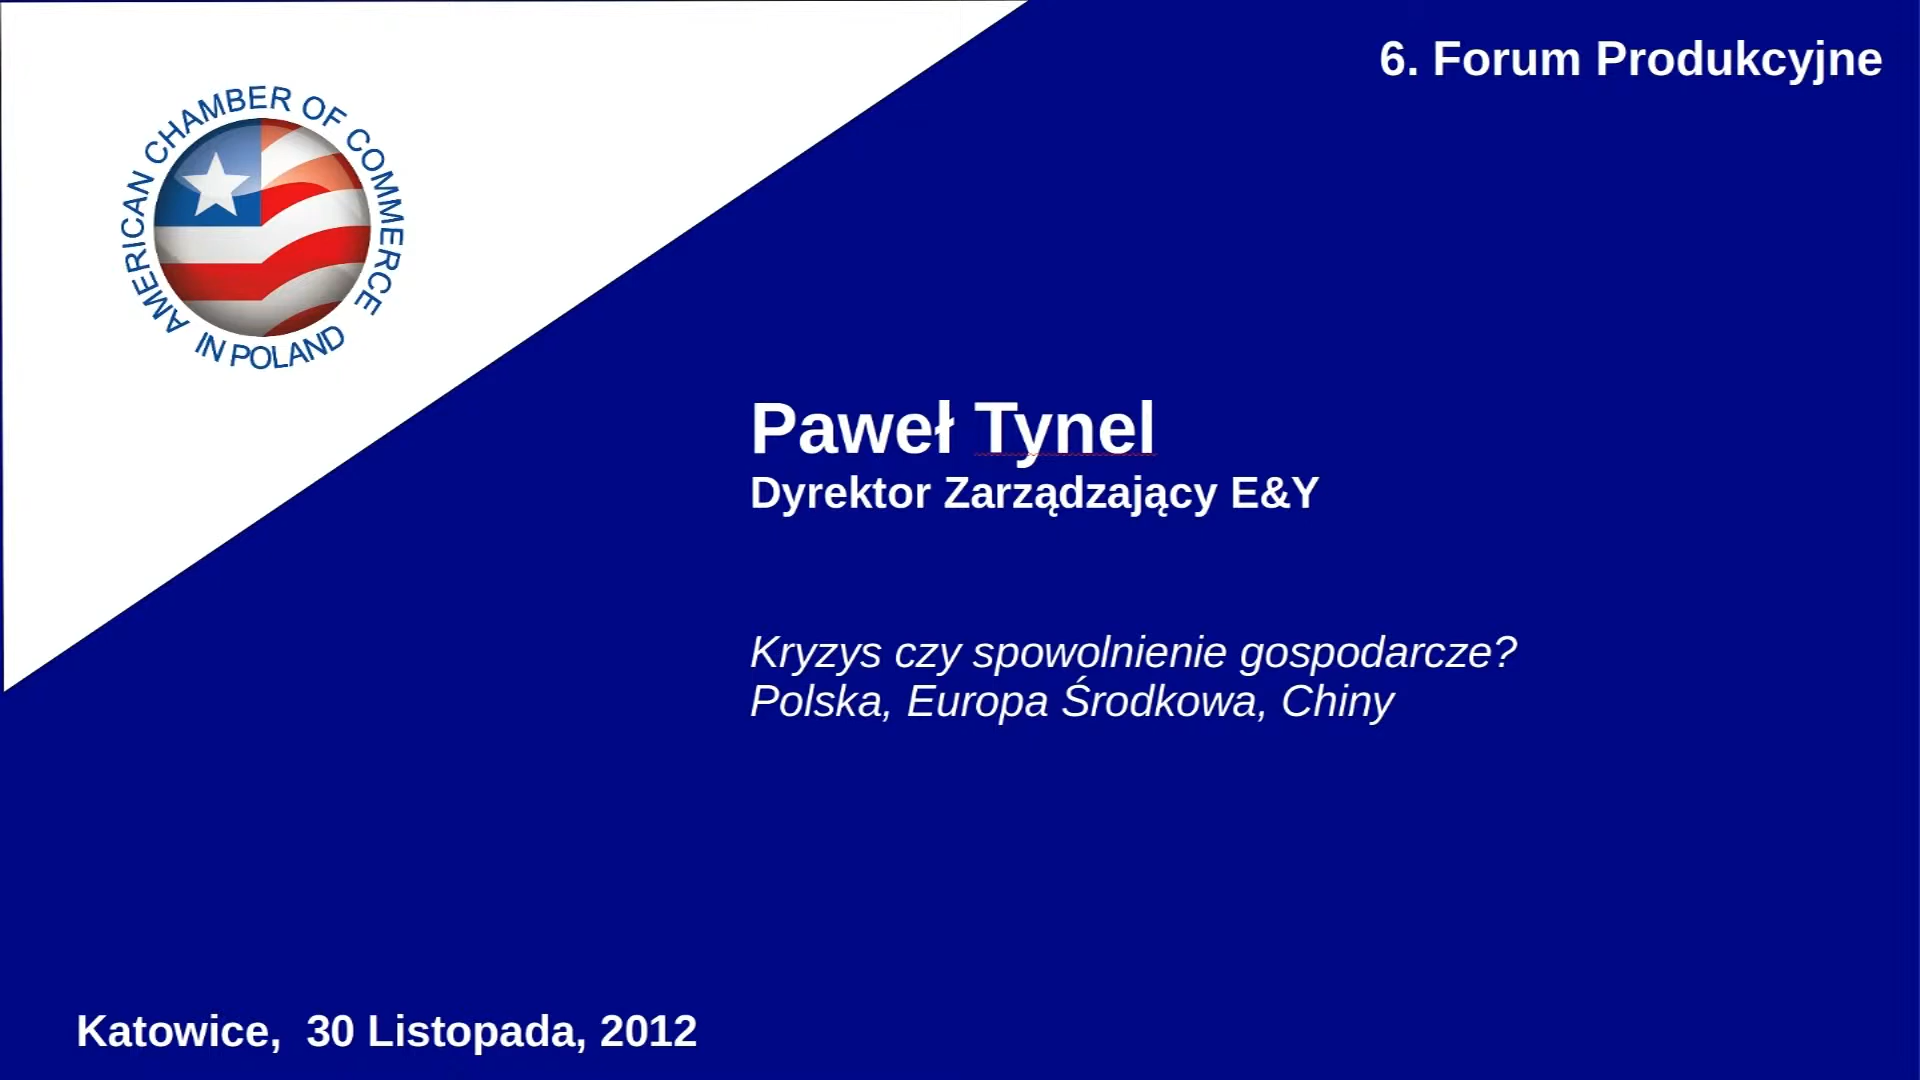 AMERICAN CHAMBER OF COMMERCE
IN POLAND
6. Forum Produkcyjne
Paweł Tynel
Dyrektor Zarządzający E&Y
Kryzys czy spowolnienie gospodarcze?
Polska, Europa Środkowa, Chiny
Katowice,  30 Listopada, 2012